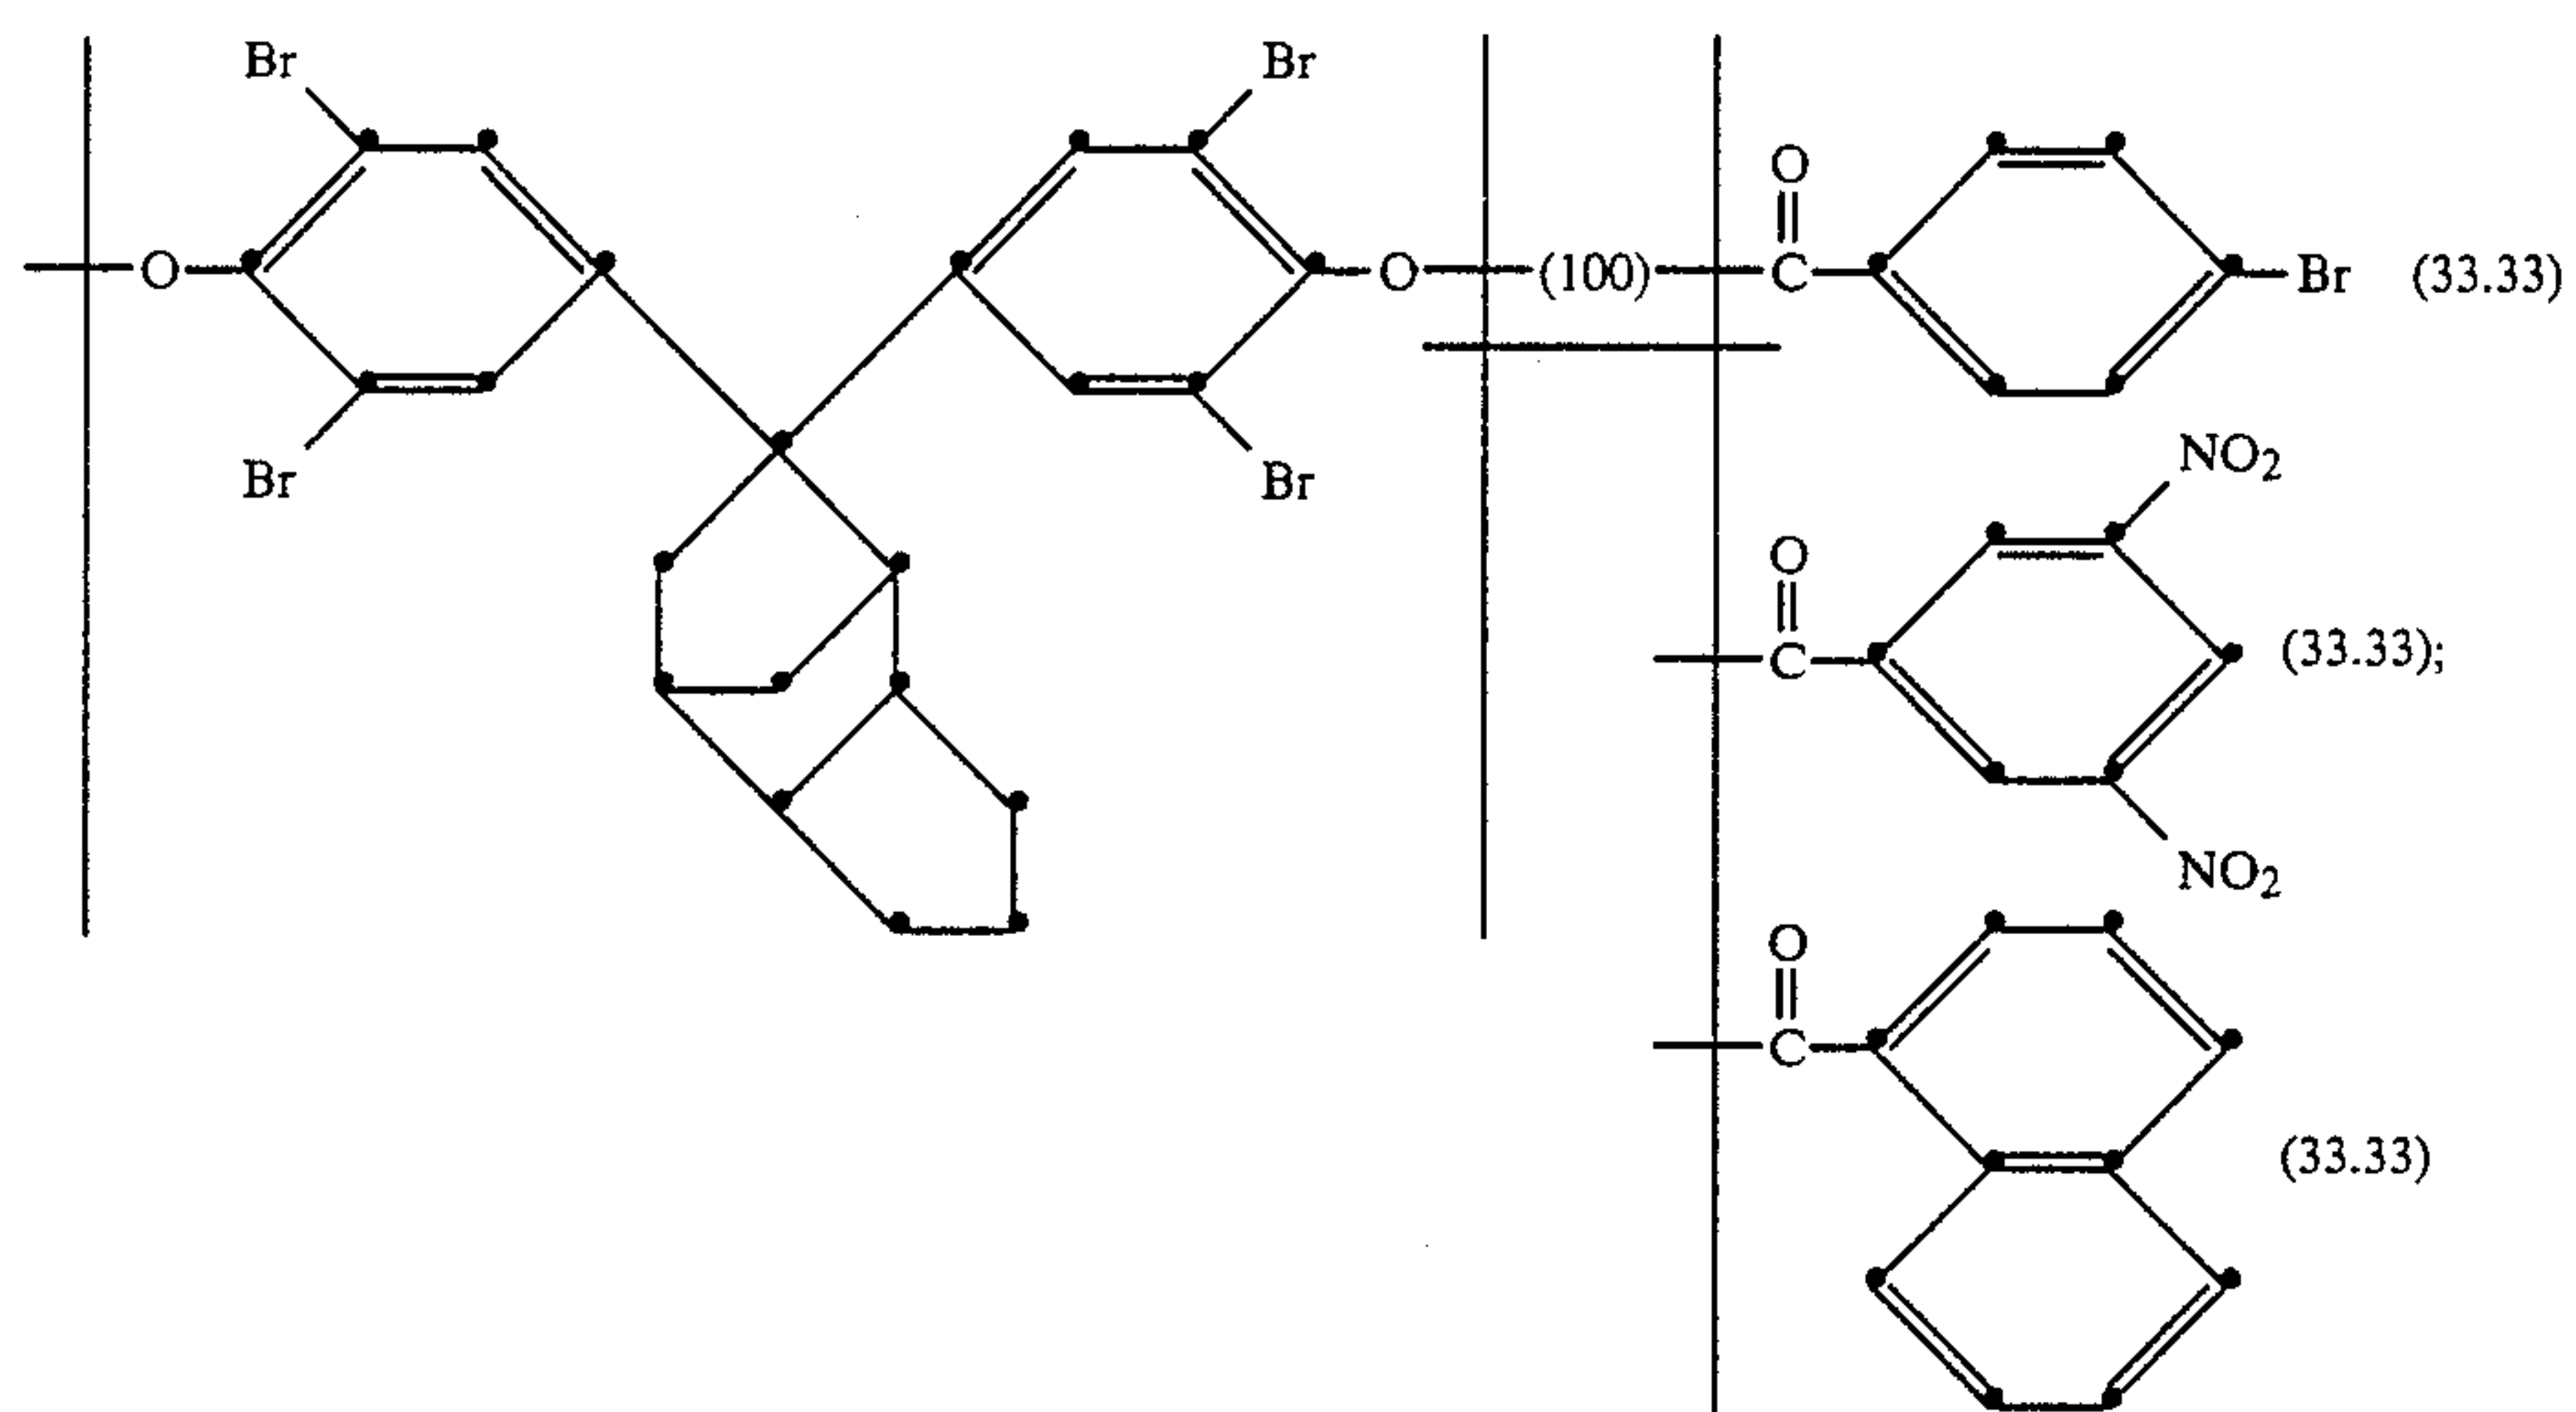 Br Br
O
O O (100) C Br (33.33)
Br Br
NO2
O
C (33.33);
NO2
O
C
(33.33)